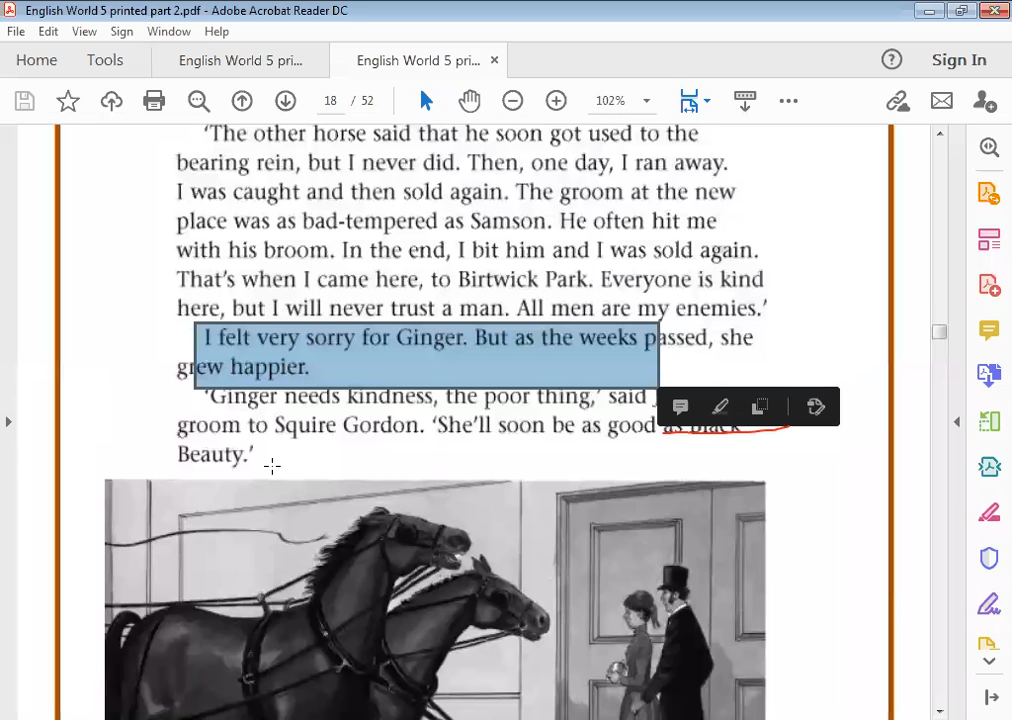 English World 5 printed part 2.pdf - Adobe Acrobat Reader DC
File Edit View Sign Window Help
Home Tools English World 5 pri... English World 5 pri... × Sign In
18 / 52 102%
‘The other horse said that he soon got used to the
bearing rein, but I never did. Then, one day, I ran away.
I was caught and then sold again. The groom at the new
place was as bad-tempered as Samson. He often hit me
with his broom. In the end, I bit him and I was sold again.
That’s when I came here, to Birtwick Park. Everyone is kind
here, but I will never trust a man. All men are my enemies.’
I felt very sorry for Ginger. But as the weeks passed, she
grew happier.
‘Ginger needs kindness, the poor thing,’ said
groom to Squire Gordon. ‘She’ll soon be as good as Black
Beauty.’